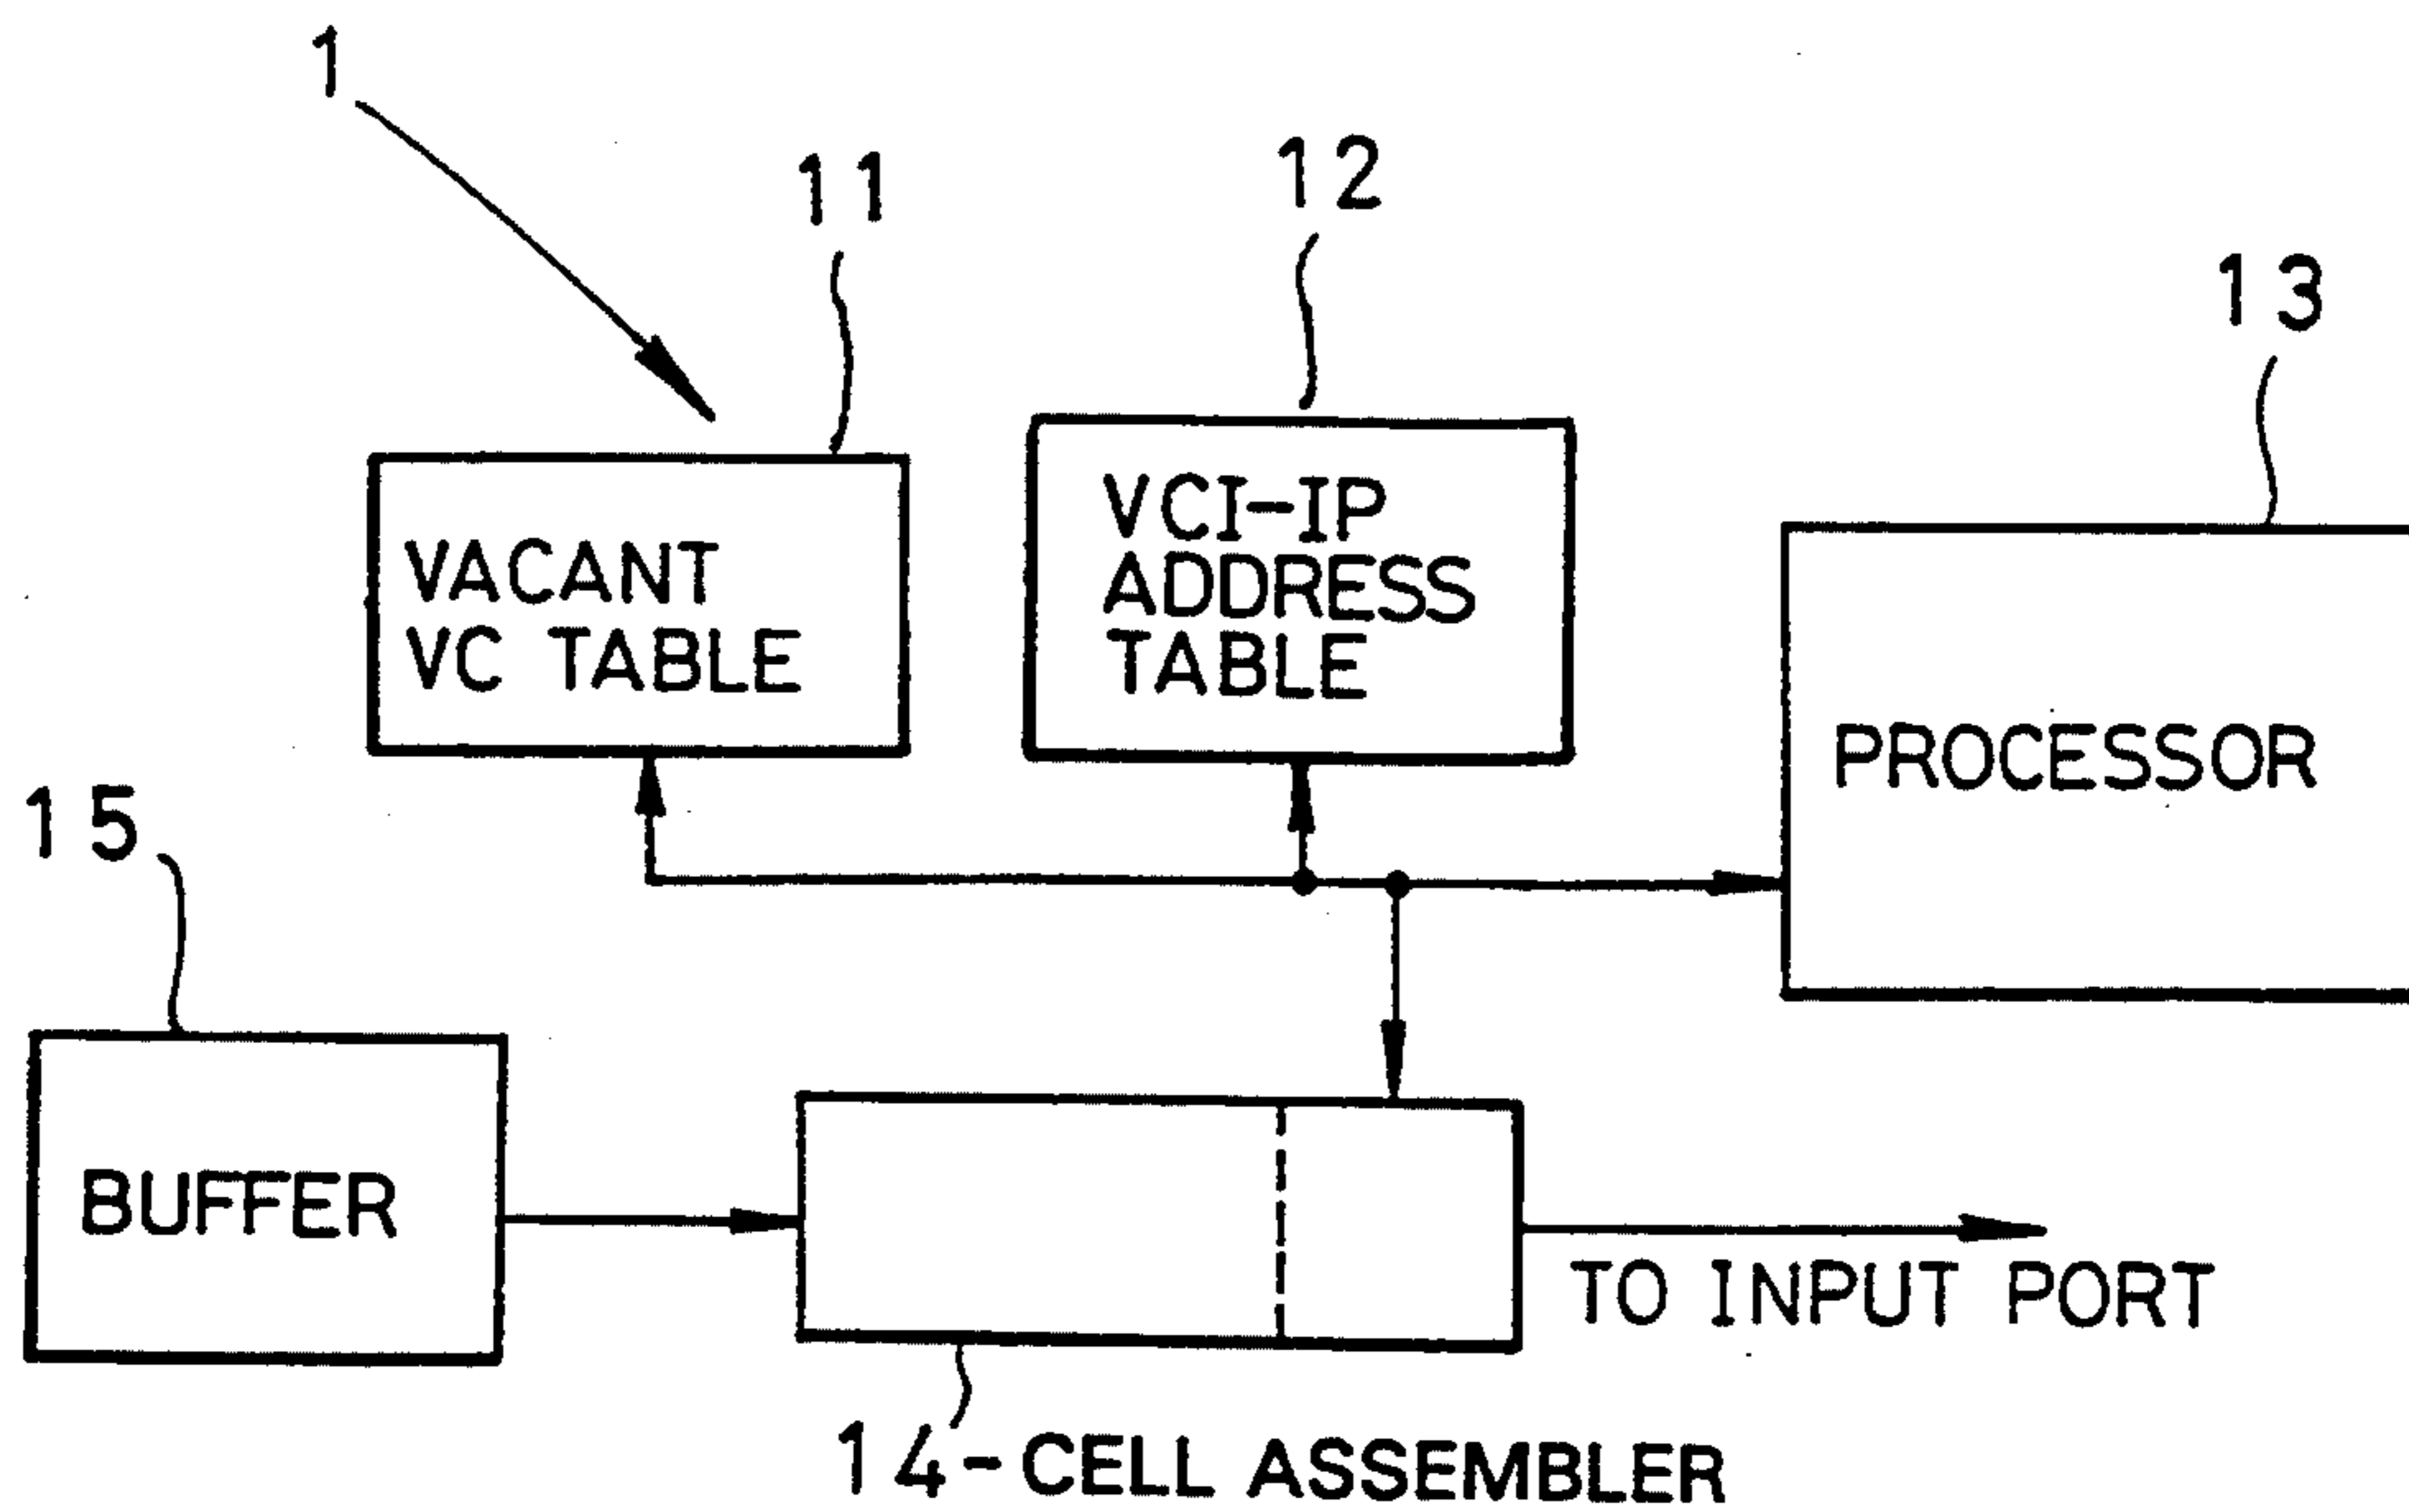 1
11
12
13
VACANT
VC TABLE
VCI-IP
ADDRESS
TABLE
PROCESSOR
15
BUFFER
TO INPUT PORT
14-CELL ASSEMBLER